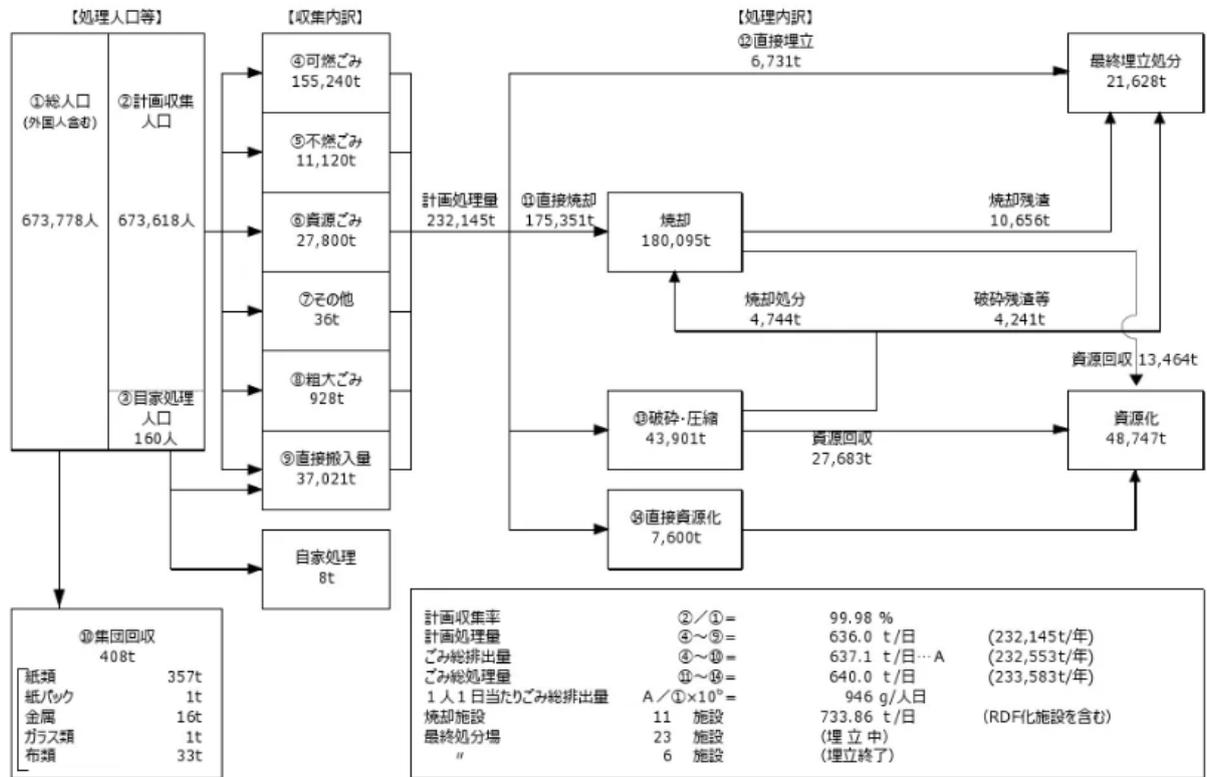 【処理人口等】
【収集内訳】
【処理内訳】
①総人口
(外国人含む)
673,778人
②計画収集
人口
673,618人
③自家処理
人口
160人
④可燃ごみ
155,240t
⑤不燃ごみ
11,120t
⑥資源ごみ
27,800t
⑦その他
36t
⑧粗大ごみ
928t
⑨直接搬入量
37,021t
自家処理
8t
計画処理量
232,145t
⑪直接焼却
175,351t
⑫直接埋立
6,731t
最終埋立処分
21,628t
焼却
180,095t
焼却残渣
10,656t
焼却処分
4,744t
破砕残渣等
4,241t
資源回収 13,464t
⑬破砕・圧縮
43,901t
資源回収
27,683t
資源化
48,747t
⑭直接資源化
7,600t
⑩集団回収
408t
紙類 357t
紙パック 1t
金属 16t
ガラス類 1t
布類 33t
計画収集率 ②／①= 99.98 %
計画処理量 ④～⑨= 636.0 t/日 (232,145t/年)
ごみ総排出量 ④～⑩= 637.1 t/日…A (232,553t/年)
ごみ総処理量 ⑪～⑭= 640.0 t/日 (233,583t/年)
1人1日当たりごみ総排出量 A／①×10⁶= 946 g/人日
焼却施設 11 施設 733.86 t/日 (RDF化施設を含む)
最終処分場 23 施設 (埋立中)
〃 6 施設 (埋立終了)